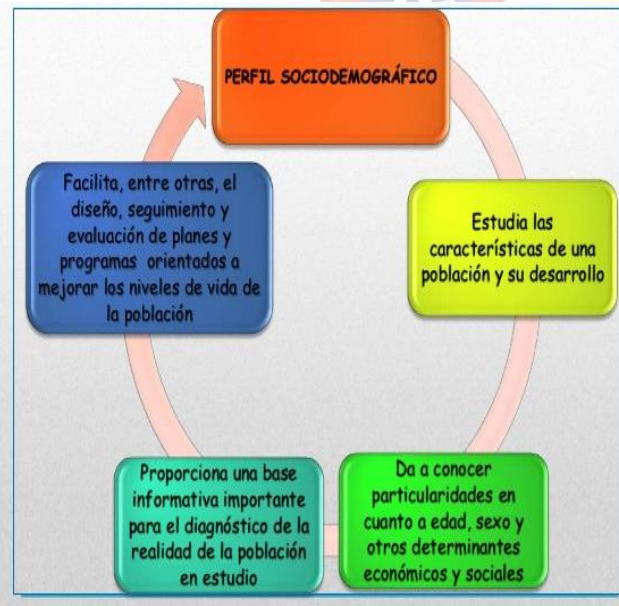 PERFIL SOCIODEMOGRÁFICO
Estudia las
características de una
población y su desarrollo
Da a conocer
particularidades en
cuanto a edad, sexo y
otros determinantes
económicos y sociales
Proporciona una base
informativa importante
para el diagnóstico de la
realidad de la población
en estudio
Facilita, entre otras, el
diseño, seguimiento y
evaluación de planes y
programas orientados a
mejorar los niveles de vida de
la población